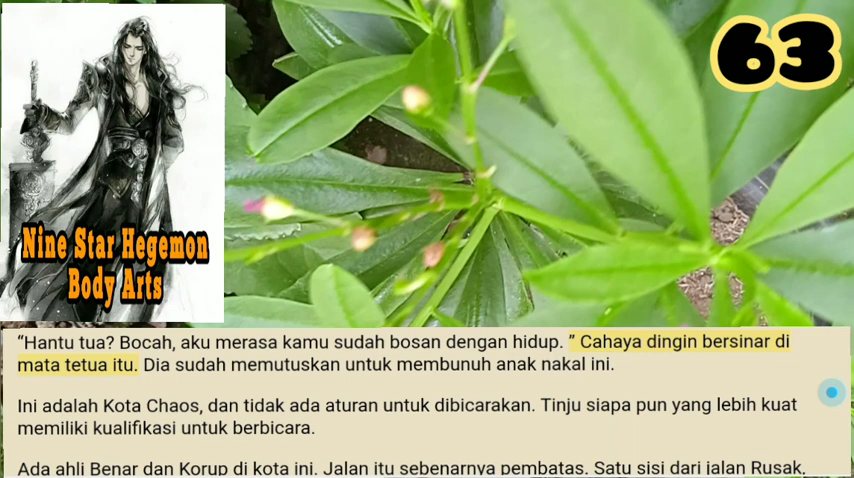 63
Nine Star Hegemon
Body Arts
“Hantu tua? Bocah, aku merasa kamu sudah bosan dengan hidup. ” Cahaya dingin bersinar di
mata tetua itu. Dia sudah memutuskan untuk membunuh anak nakal ini.
Ini adalah Kota Chaos, dan tidak ada aturan untuk dibicarakan. Tinju siapa pun yang lebih kuat
memiliki kualifikasi untuk berbicara.
Ada ahli Benar dan Korup di kota ini. Jalan itu sebenarnya pembatas. Satu sisi dari jalan Rusak,